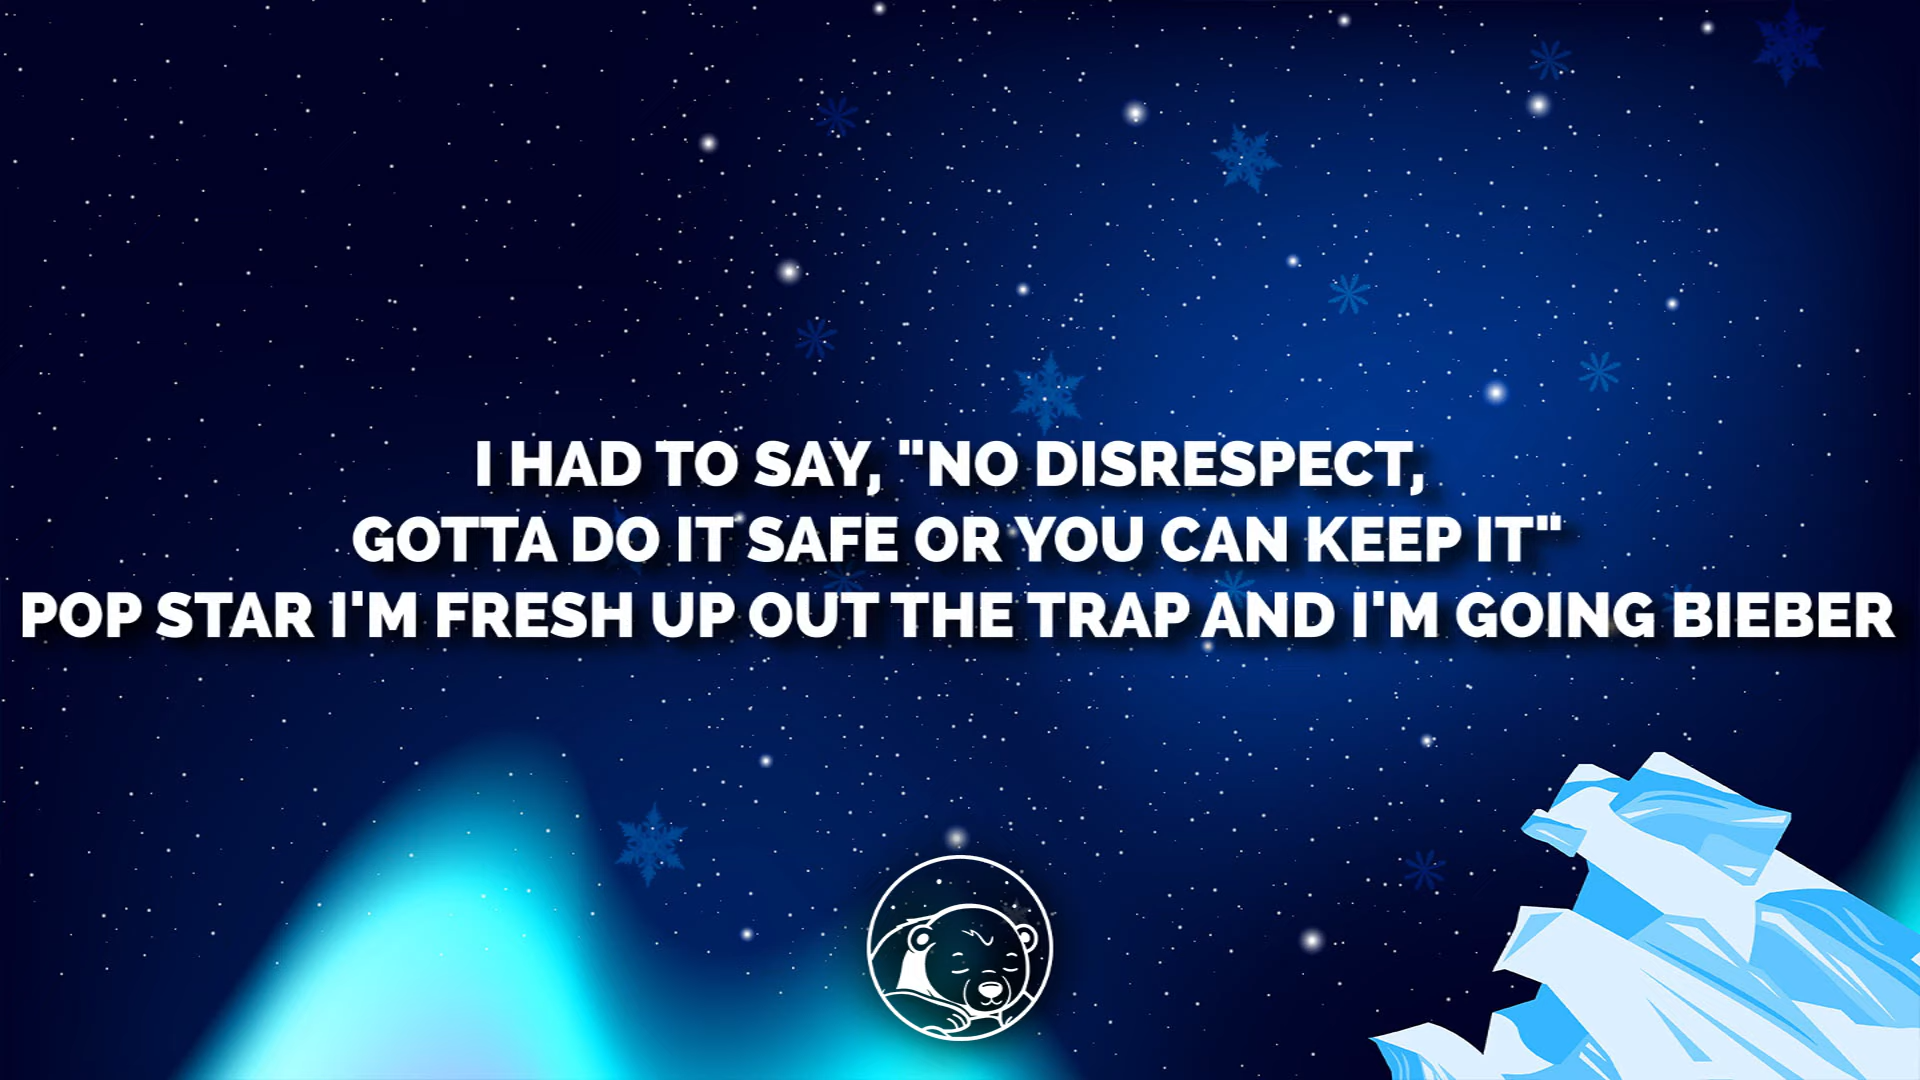 I HAD TO SAY, "NO DISRESPECT,
GOTTA DO IT SAFE OR YOU CAN KEEP IT"
POP STAR I'M FRESH UP OUT THE TRAP AND I'M GOING BIEBER